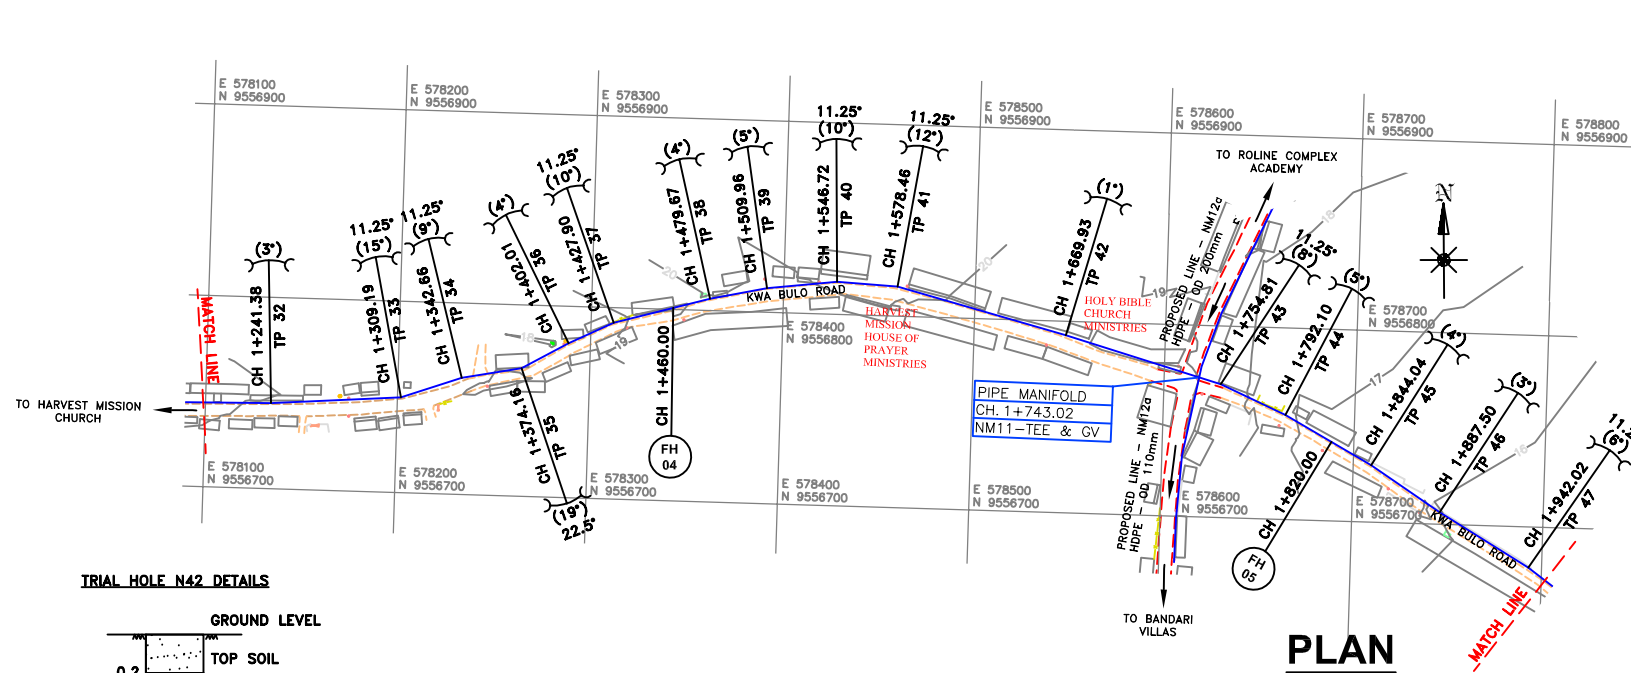 E 578100
N 9556900
E 578200
N 9556900
E 578300
N 9556900
E 578500
N 9556900
E 578600
N 9556900
E 578700
N 9556900
E 578800
N 9556900
(3°)
CH 1+241.38
TP 32
11.25°
(15°)
CH 1+309.19
TP 33
11.25°
(9°)
CH 1+342.66
TP 34
(4°)
CH 1+402.01
TP 36
11.25°
(10°)
CH 1+427.90
TP 37
(4°)
CH 1+479.67
TP 38
(5°)
CH 1+509.96
TP 39
11.25°
(10°)
CH 1+546.72
TP 40
11.25°
(12°)
CH 1+578.46
TP 41
(1°)
CH 1+669.93
TP 42
TO ROLINE COMPLEX
ACADEMY
PROPOSED LINE - NM12a
HDPE - OD 200mm
11.25°
(8°)
CH 1+754.81
TP 43
(5°)
CH 1+792.10
TP 44
(4°)
CH 1+844.04
TP 45
(3°)
CH 1+887.50
TP 46
(6°)
CH 1+942.02
TP 47
N
18
19
20
20
18
19
17
16
E 578700
N 9556800
E 578400
N 9556800
KWA BULO ROAD
HARVEST
MISSION
HOUSE OF
PRAYER
MINISTRIES
HOLY BIBLE
CHURCH
MINISTRIES
MATCH LINE
TO HARVEST MISSION
CHURCH
PIPE MANIFOLD
CH. 1+743.02
NM11-TEE & GV
CH 1+374.16
TP 35
(19°)
22.5°
CH 1+460.00
FH
04
PROPOSED LINE - NM12a
HDPE - OD 110mm
CH 1+820.00
FH
05
E 578100
N 9556700
E 578200
N 9556700
E 578300
N 9556700
E 578400
N 9556700
E 578500
N 9556700
E 578600
N 9556700
E 578700
N 9556700
KWA BULO ROAD
MATCH LINE
TO BANDARI
VILLAS
PLAN
TRIAL HOLE N42 DETAILS
GROUND LEVEL
TOP SOIL
0.2